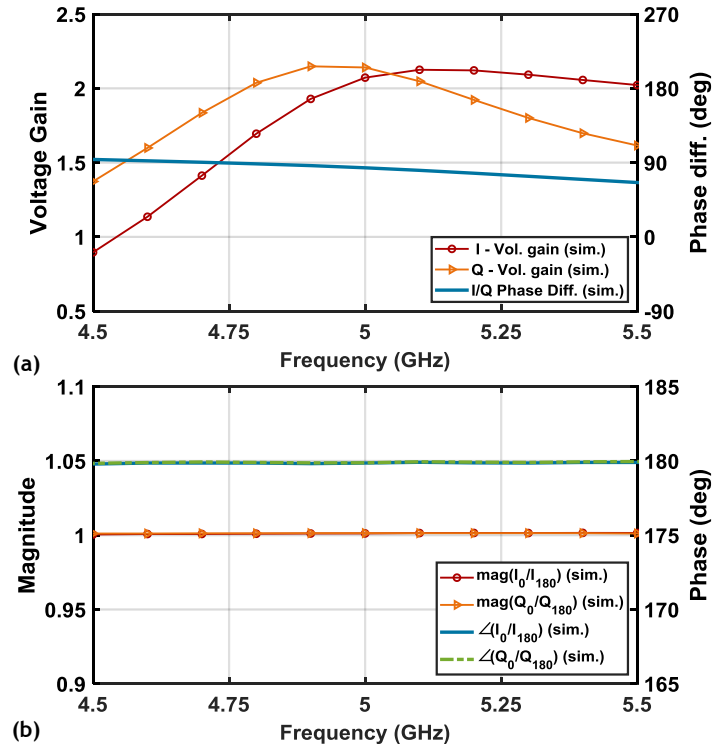 2.5
2
1.5
1
0.5
Voltage Gain
270
180
90
0
-90
Phase diff. (deg)
I - Vol. gain (sim.)
Q - Vol. gain (sim.)
I/Q Phase Diff. (sim.)
4.5 4.75 5 5.25 5.5
Frequency (GHz)
(a)
1.1
1.05
1
0.95
0.9
Magnitude
185
180
175
170
165
Phase (deg)
mag(I0/I180) (sim.)
mag(Q0/Q180) (sim.)
∠(I0/I180) (sim.)
∠(Q0/Q180) (sim.)
4.5 4.75 5 5.25 5.5
Frequency (GHz)
(b)